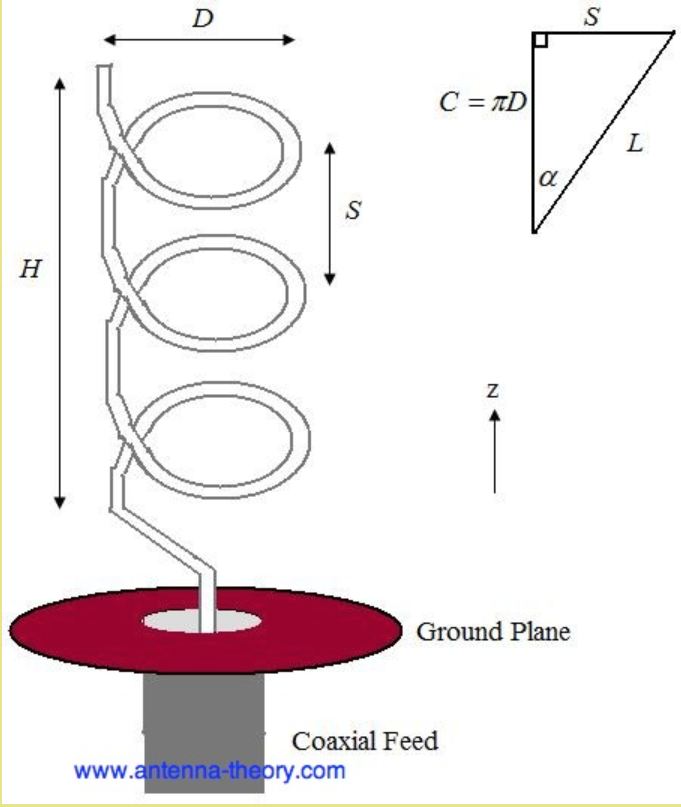 D
S
C = πD
L
α
S
H
z
Ground Plane
Coaxial Feed
www.antenna-theory.com